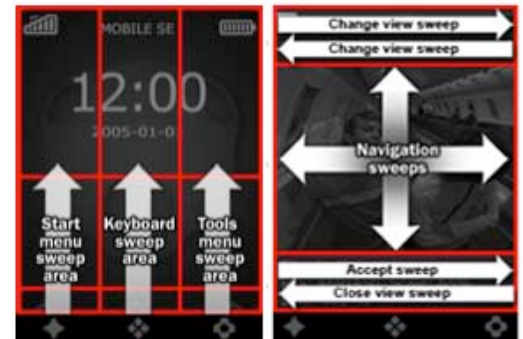 MOBILE SE
12:00
2005-01-0
Start
menu
sweep
area
Keyboard
sweep
area
Tools
menu
sweep
area
Change view sweep
Change view sweep
Navigation
sweeps
Accept sweep
Close view sweep